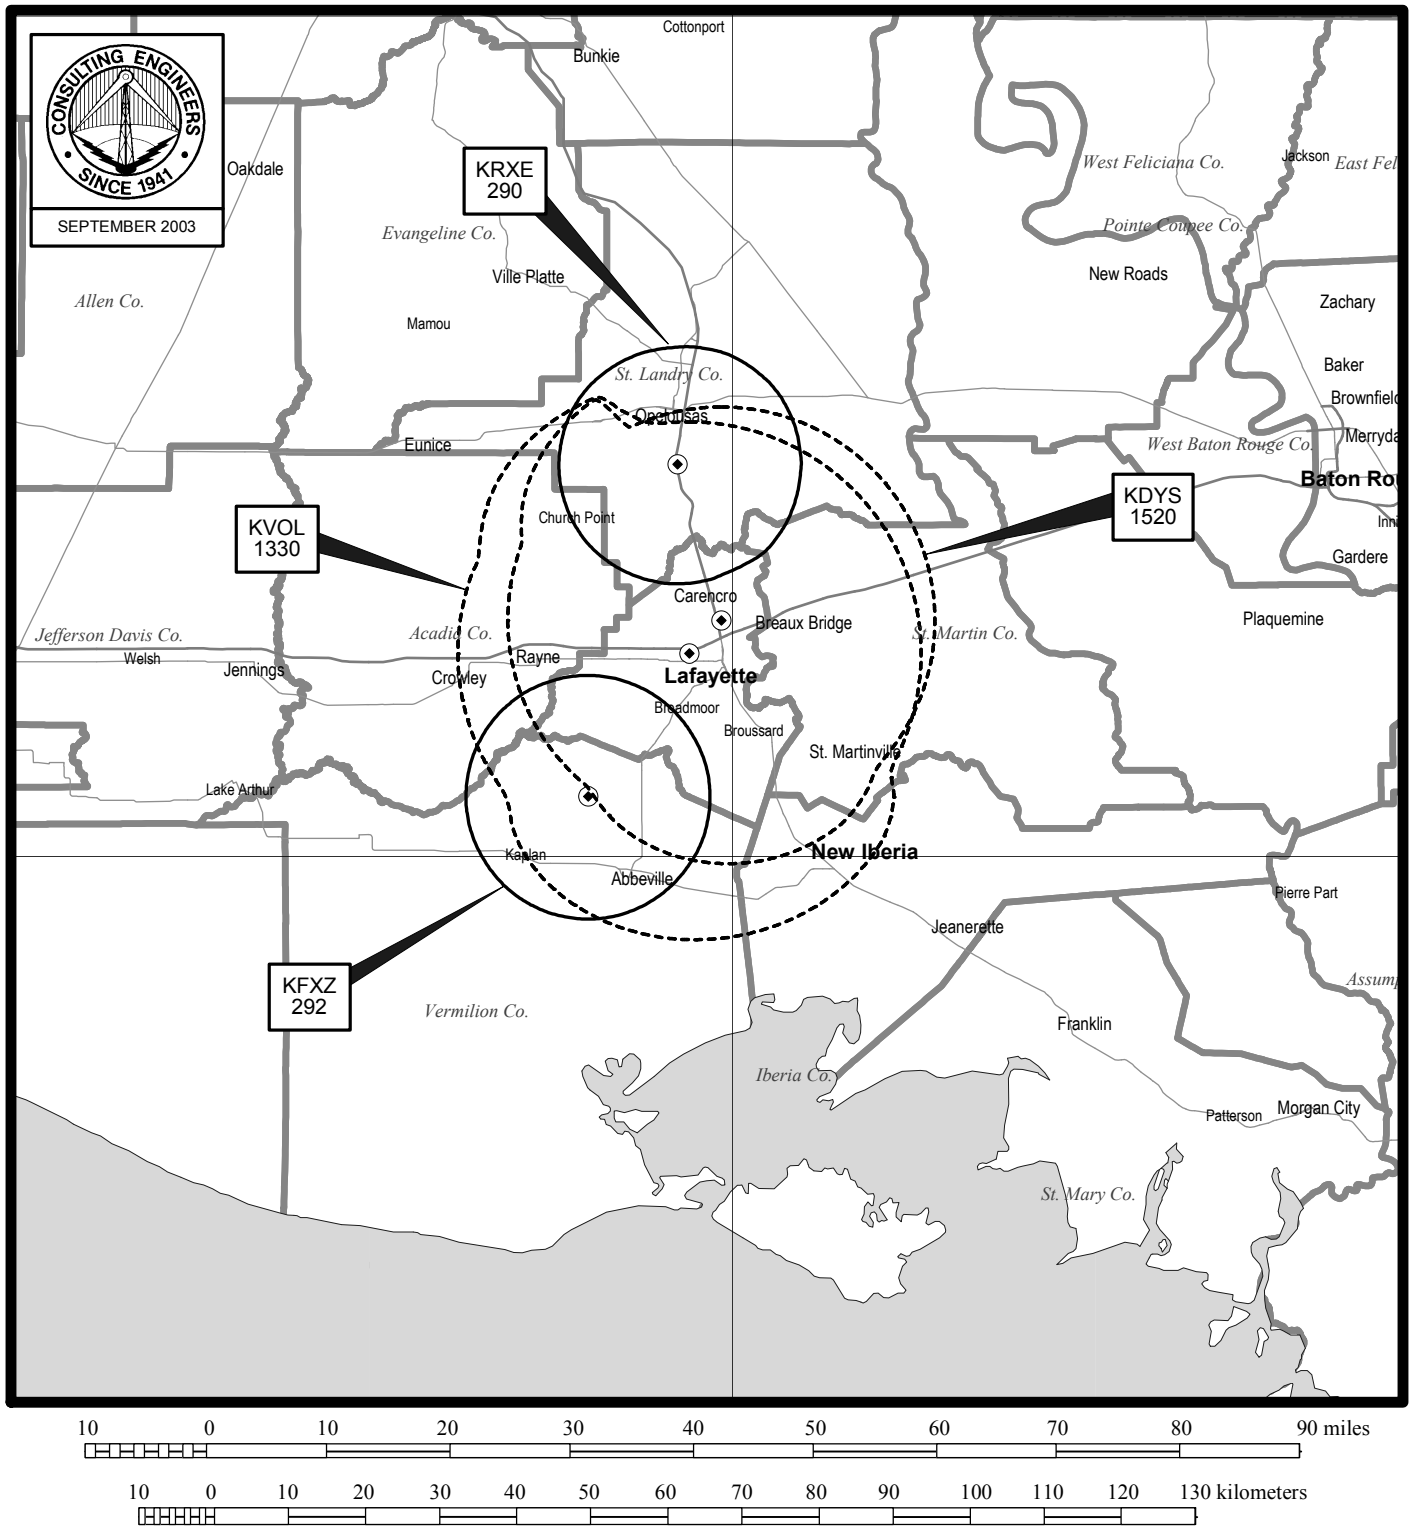 Cottonport
Bunkie
CONSULTING ENGINEERS
• SINCE 1941 •
SEPTEMBER 2003
Oakdale
KRXE
290
West Feliciana Co.
Jackson
East Fel
Evangeline Co.
Pointe Coupee Co.
Ville Platte
New Roads
Allen Co.
Zachary
Mamou
Baker
St. Landry Co.
Brownfield
Opelousas
Merryda
Eunice
West Baton Rouge Co.
Baton Rou
KDYS
1520
KVOL
1330
Church Point
Inni
Gardere
Carencro
Plaquemine
Breaux Bridge
Jefferson Davis Co.
Acadia Co.
St. Martin Co.
Welsh
Rayne
Jennings
Crowley
Lafayette
Broadmoor
Broussard
St. Martinville
Lake Arthur
Kaplan
New Iberia
Abbeville
Pierre Part
Jeanerette
KFXZ
292
Assump
Vermilion Co.
Franklin
Iberia Co.
Patterson
Morgan City
St. Mary Co.
10 0 10 20 30 40 50 60 70 80 90 miles
10 0 10 20 30 40 50 60 70 80 90 100 110 120 130 kilometers